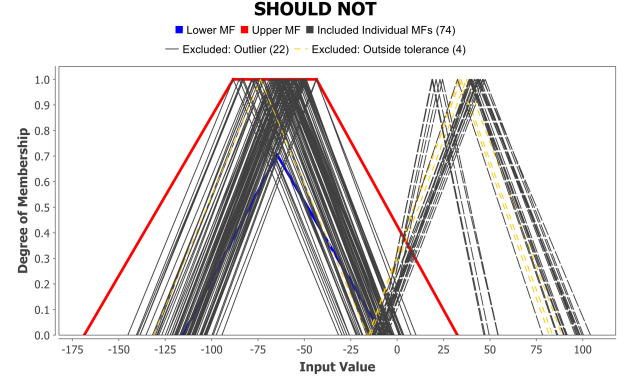 SHOULD NOT
Lower MF Upper MF Included Individual MFs (74)
Excluded: Outlier (22) Excluded: Outside tolerance (4)
1.0
0.9
0.8
0.7
0.6
0.5
0.4
0.3
0.2
0.1
0.0
Degree of Membership
-175 -150 -125 -100 -75 -50 -25 0 25 50 75 100
Input Value